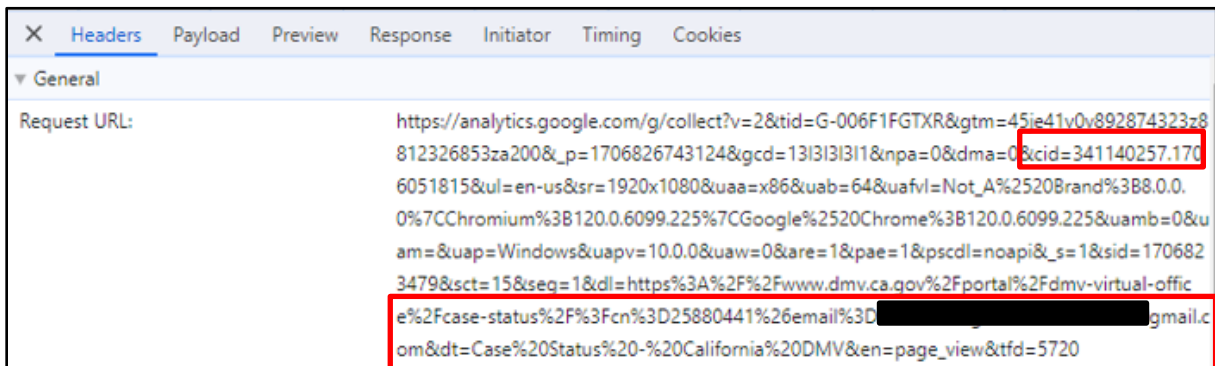 × Headers Payload Preview Response Initiator Timing Cookies
▼ General
Request URL: https://analytics.google.com/g/collect?v=2&tid=G-006F1FGTXR&gtm=45je41v0v892874323z8
812326853za200&_p=1706826743124&gcd=13l3l3l3l1&npa=0&dma=0&cid=341140257.170
6051815&ul=en-us&sr=1920x1080&uaa=x86&uab=64&uafvl=Not_A%2520Brand%3B8.0.0.
0%7CChromium%3B120.0.6099.225%7CGoogle%2520Chrome%3B120.0.6099.225&uamb=0&u
am=&uap=Windows&uapv=10.0.0&uaw=0&are=1&pae=1&pscdl=noapi&_s=1&sid=170682
3479&sct=15&seg=1&dl=https%3A%2F%2Fwww.dmv.ca.gov%2Fportal%2Fdmv-virtual-offic
e%2Fcase-status%2F%3Fcn%3D25880441%26email%3D gmail.c
om&dt=Case%20Status%20-%20California%20DMV&en=page_view&tfd=5720